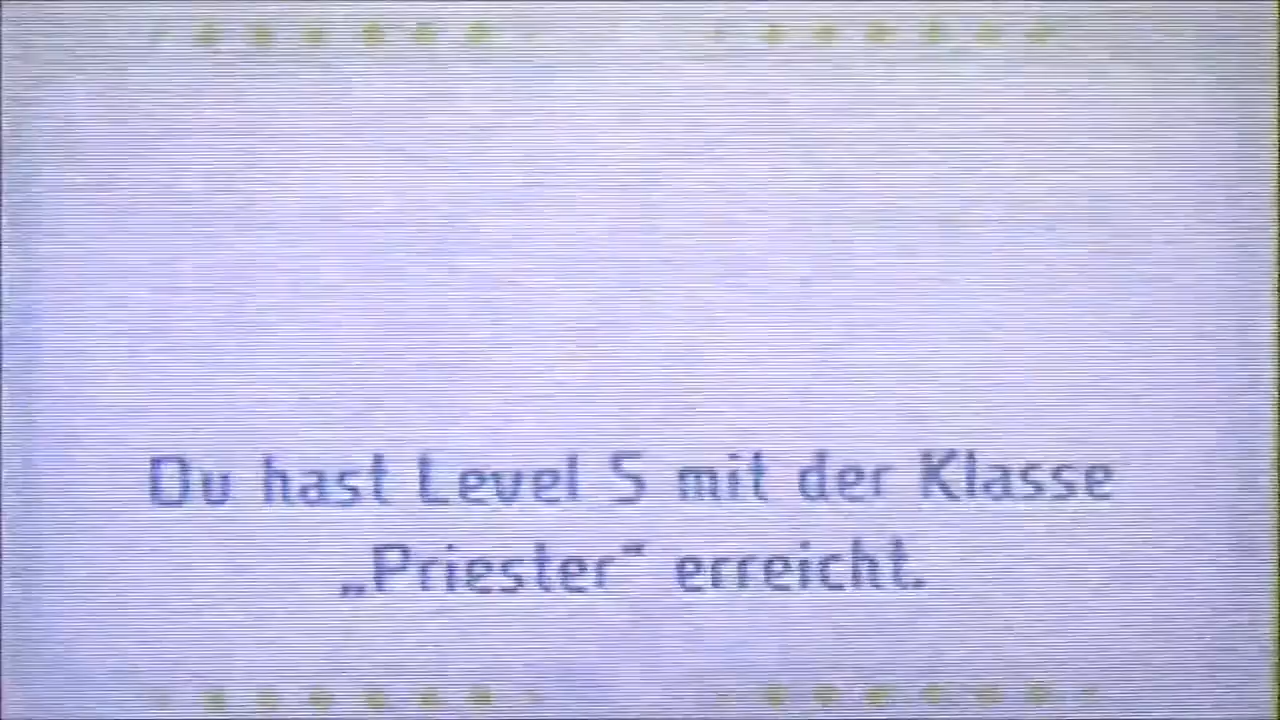 Du hast Level 5 mit der Klasse
„Priester“ erreicht.